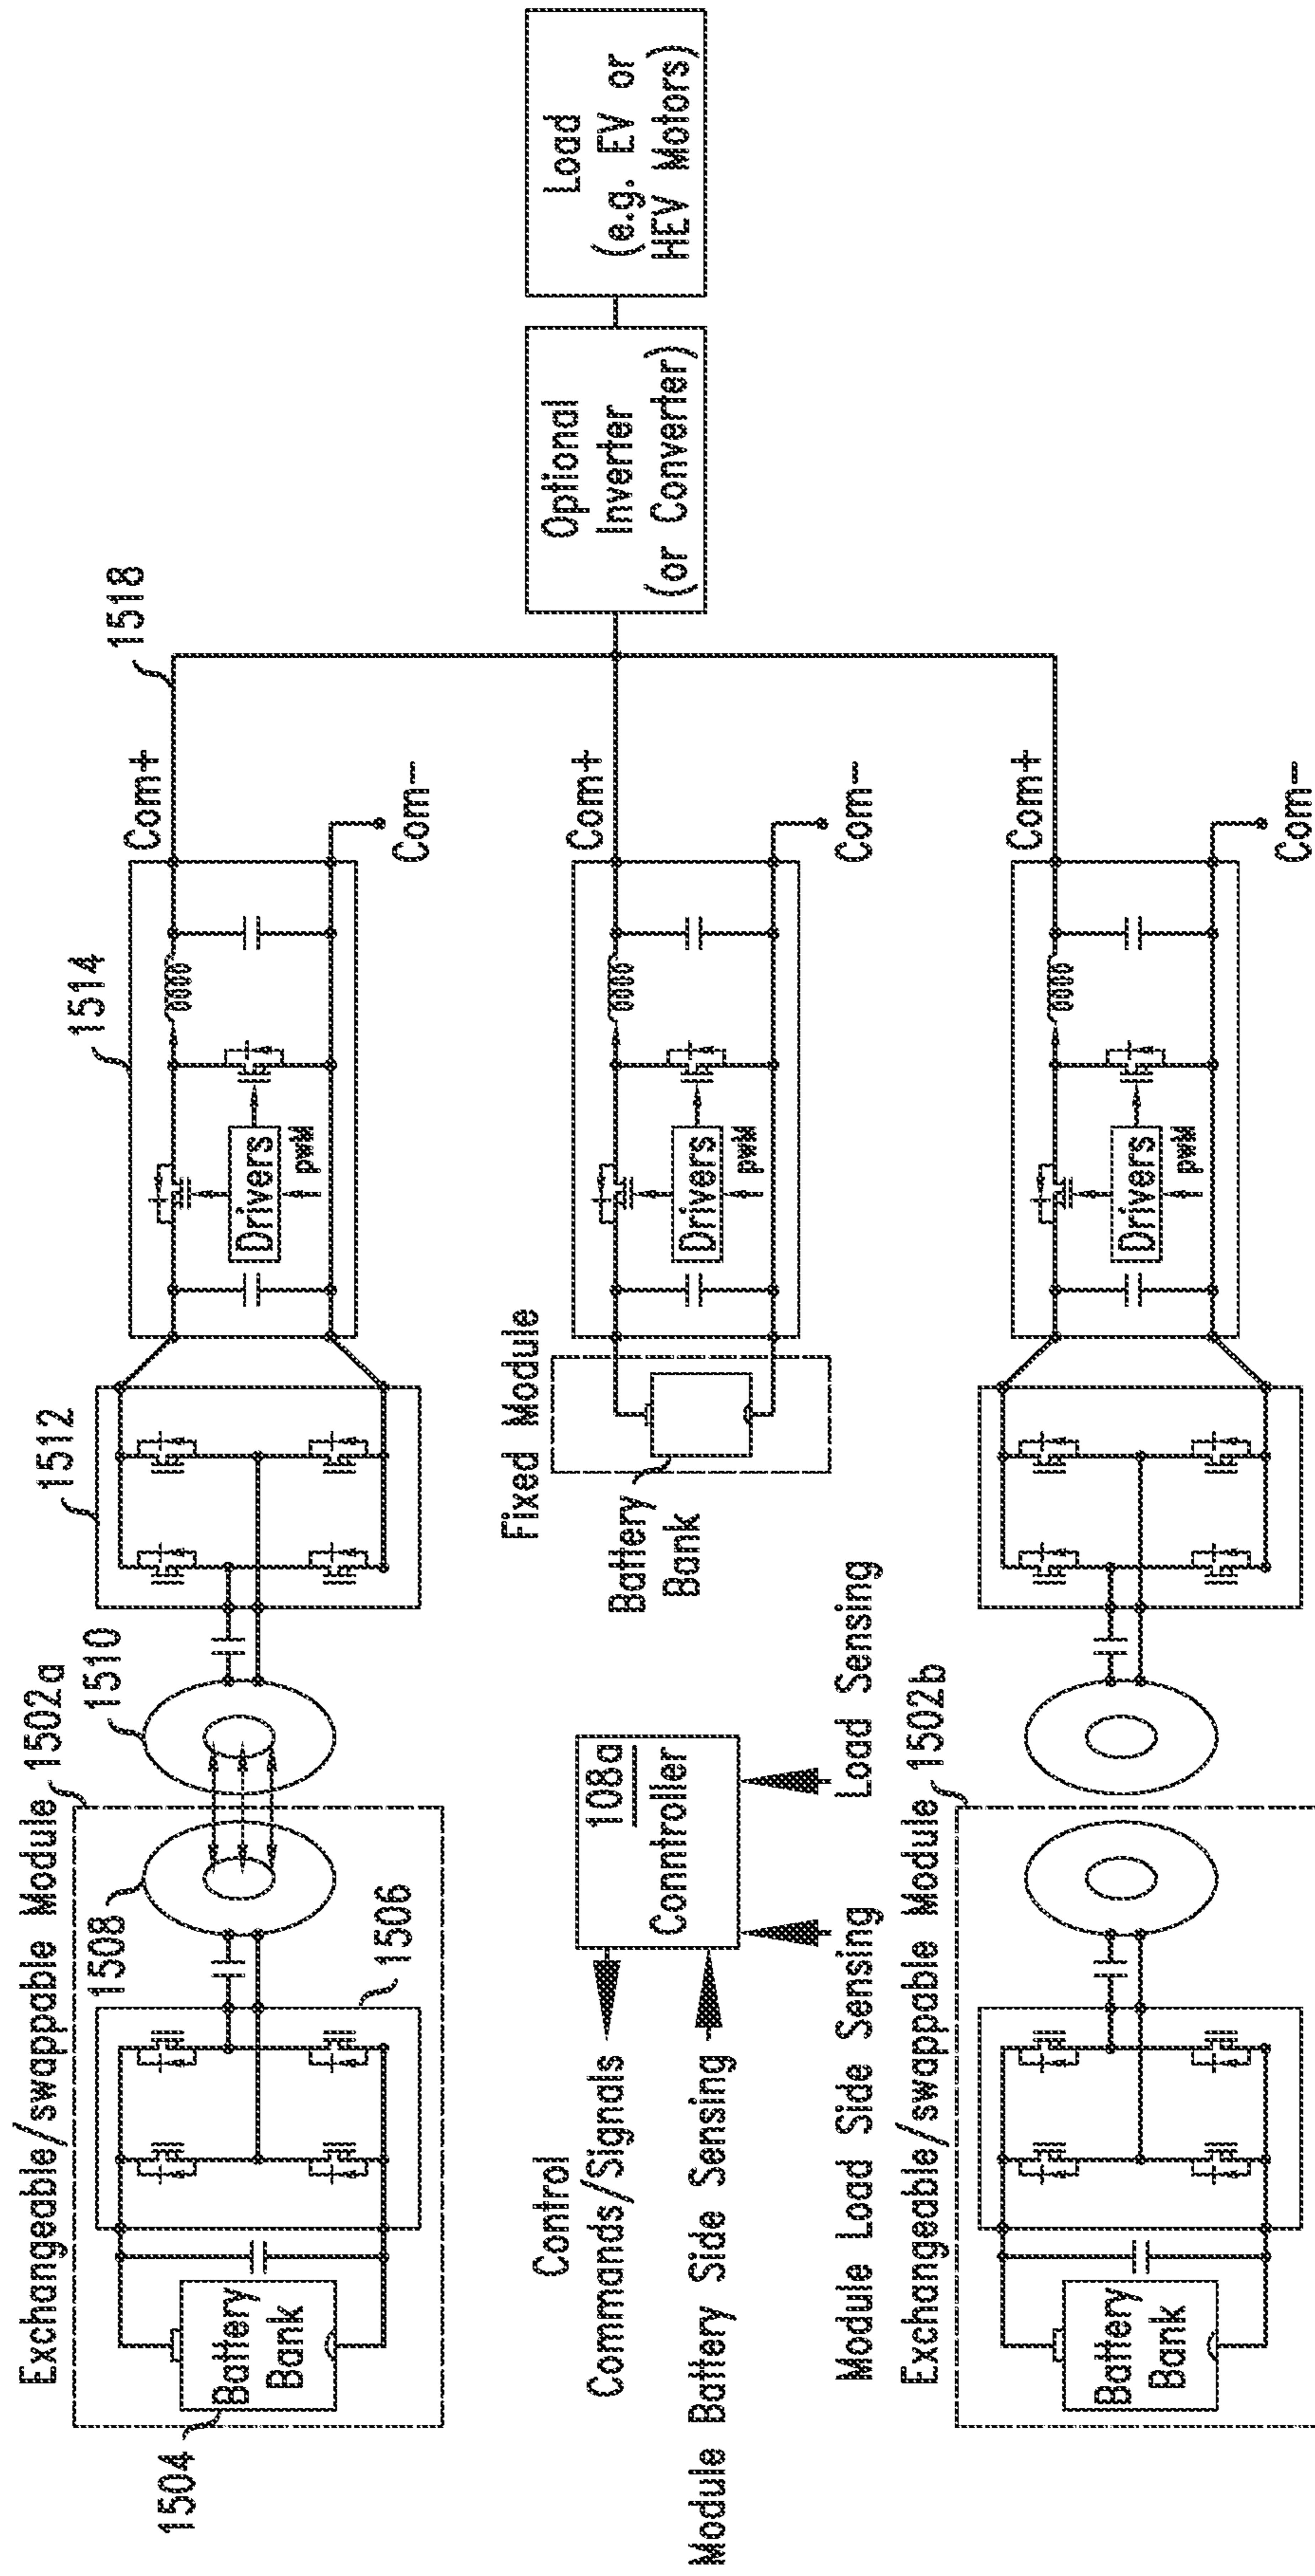 Exchangeable/swappable Module
1502a
1504
Battery
Bank
1506
1508
1510
1512
1514
Drivers
pwM
Com+
Com-
1518
Control
Commands/Signals
Module Battery Side Sensing
108a
Conntroller
Module Load Side Sensing
Load Sensing
Fixed Module
Battery
Bank
Drivers
pwM
Com+
Com-
Optional
Inverter
(or Converter)
Load
(e.g. EV or
HEV Motors)
Exchangeable/swappable Module
1502b
Battery
Bank
Drivers
pwM
Com+
Com-